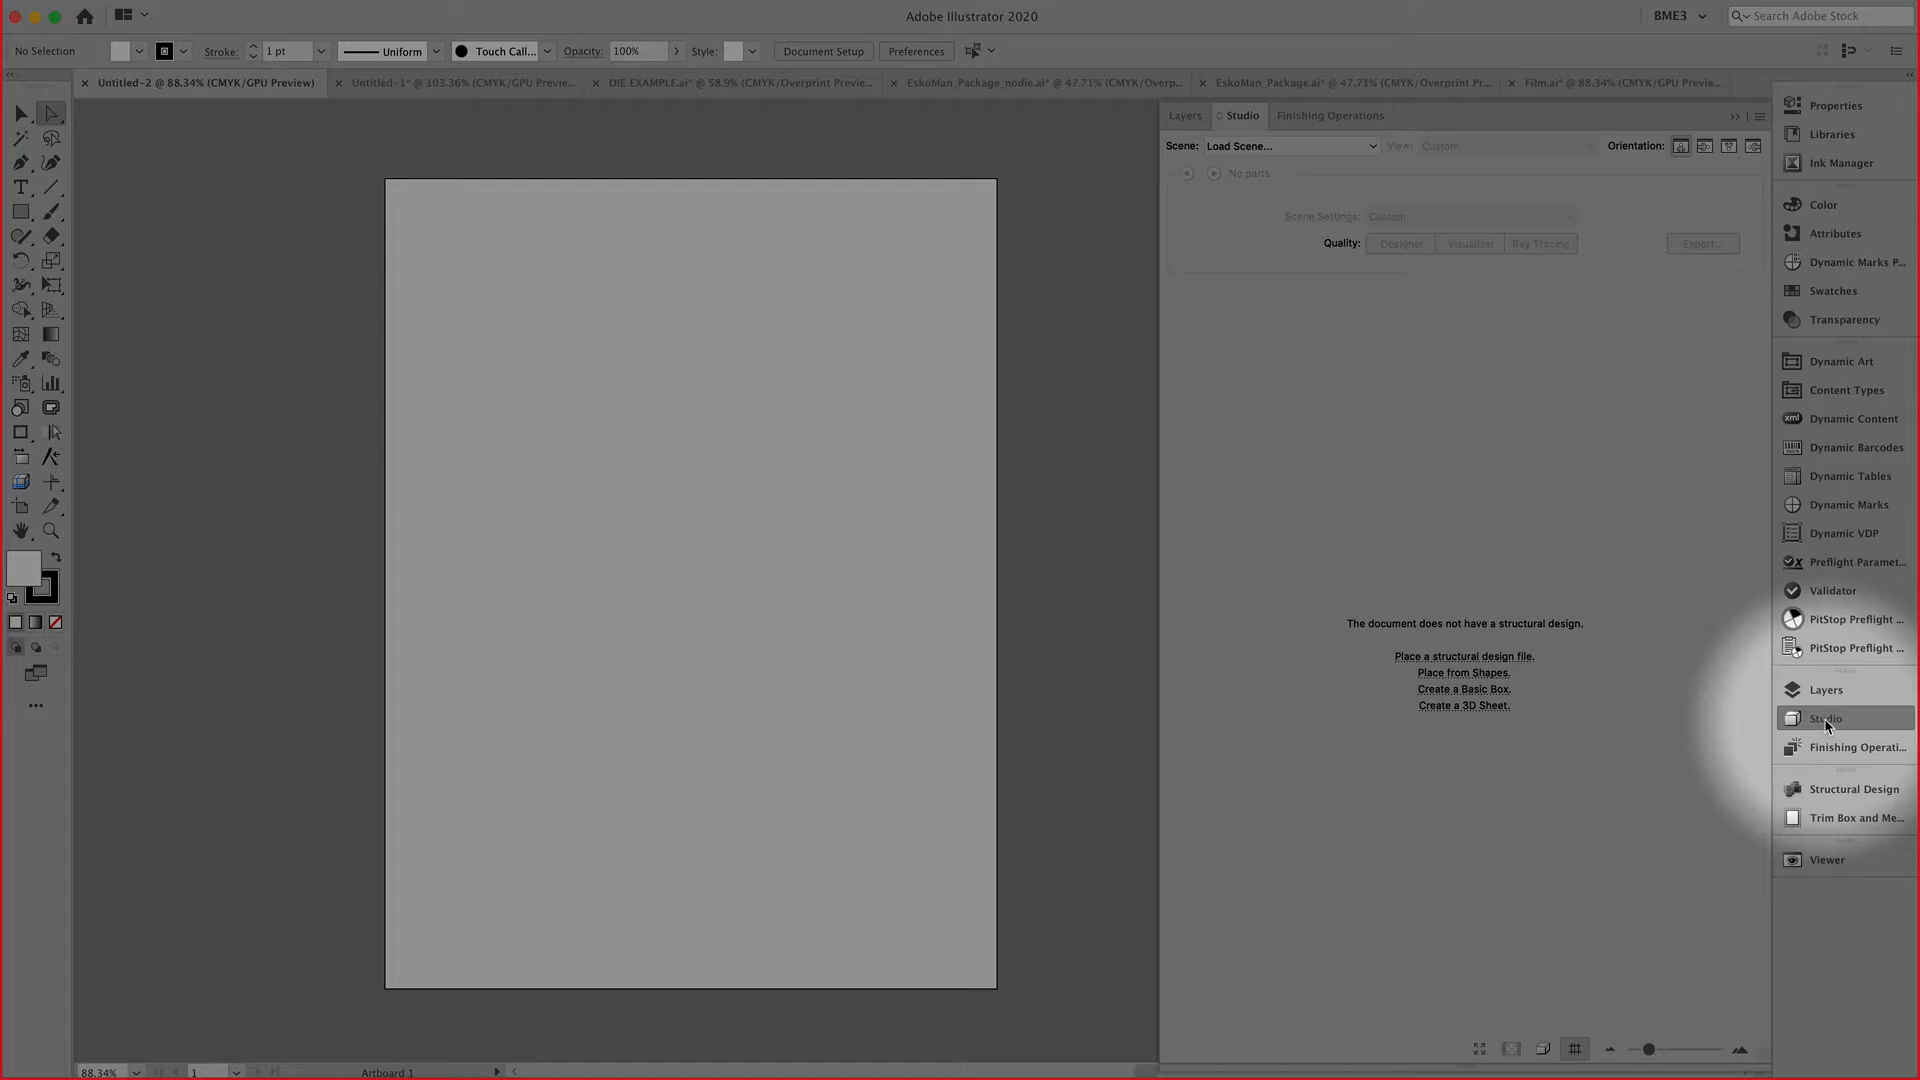 Adobe Illustrator 2020
BME3
Search Adobe Stock
No Selection
Stroke:
1 pt
Uniform
Touch Call...
Opacity:
100%
Style:
Document Setup
Preferences
Untitled-2 @ 88.34% (CMYK/GPU Preview)
Untitled-1* @ 103.36% (CMYK/GPU Previe...
DIE EXAMPLE.ai* @ 58.9% (CMYK/Overprint Previe...
EskoMan_Package_nodie.ai* @ 47.71% (CMYK/Overp...
EskoMan_Package.ai* @ 47.71% (CMYK/Overprint Pr...
Film.ai* @ 88.34% (CMYK/GPU Previe...
Layers
Studio
Finishing Operations
Scene:
Load Scene...
View:
Custom
Orientation:
No parts
Scene Settings:
Custom
Quality:
Designer
Visualizer
Ray Tracing
Export...
The document does not have a structural design.
Place a structural design file.
Place from Shapes.
Create a Basic Box.
Create a 3D Sheet.
Properties
Libraries
Ink Manager
Color
Attributes
Dynamic Marks P...
Swatches
Transparency
Dynamic Art
Content Types
xml
Dynamic Content
Dynamic Barcodes
Dynamic Tables
Dynamic Marks
Dynamic VDP
Preflight Paramet...
Validator
PitStop Preflight ...
PitStop Preflight ...
Layers
Studio
Finishing Operati...
Structural Design
Trim Box and Me...
Viewer
88.34%
1
Artboard 1